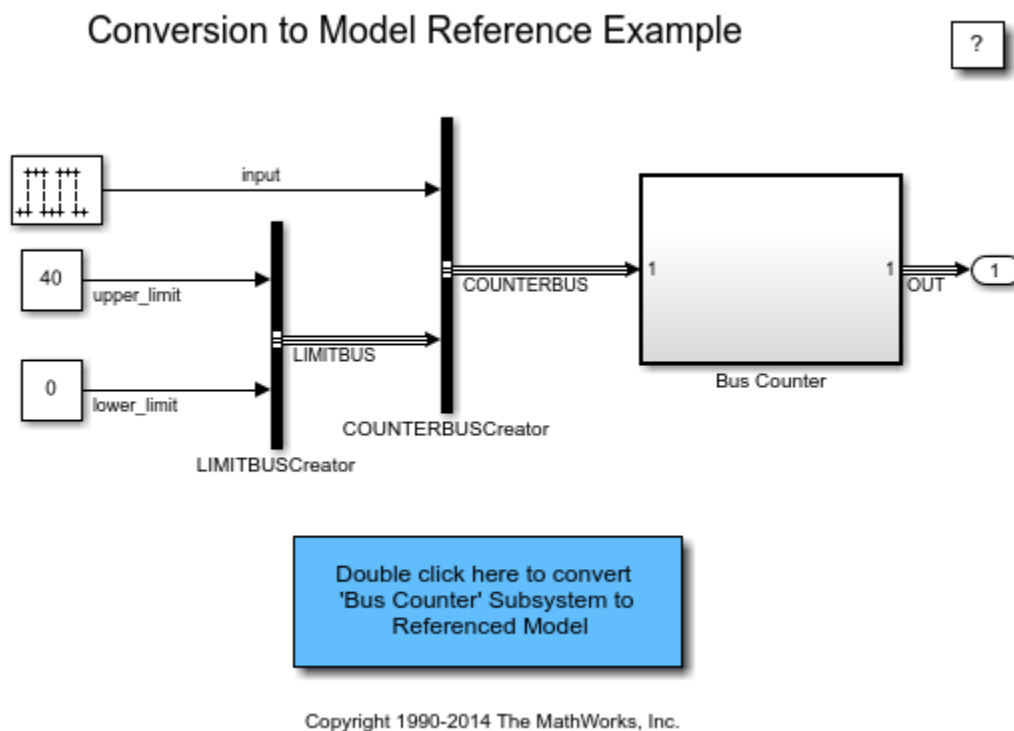 Conversion to Model Reference Example
?
input
40
upper_limit
0
lower_limit
LIMITBUS
LIMITBUSCreator
COUNTERBUS
COUNTERBUSCreator
1
1
Bus Counter
OUT
1
Double click here to convert
'Bus Counter' Subsystem to
Referenced Model
Copyright 1990-2014 The MathWorks, Inc.